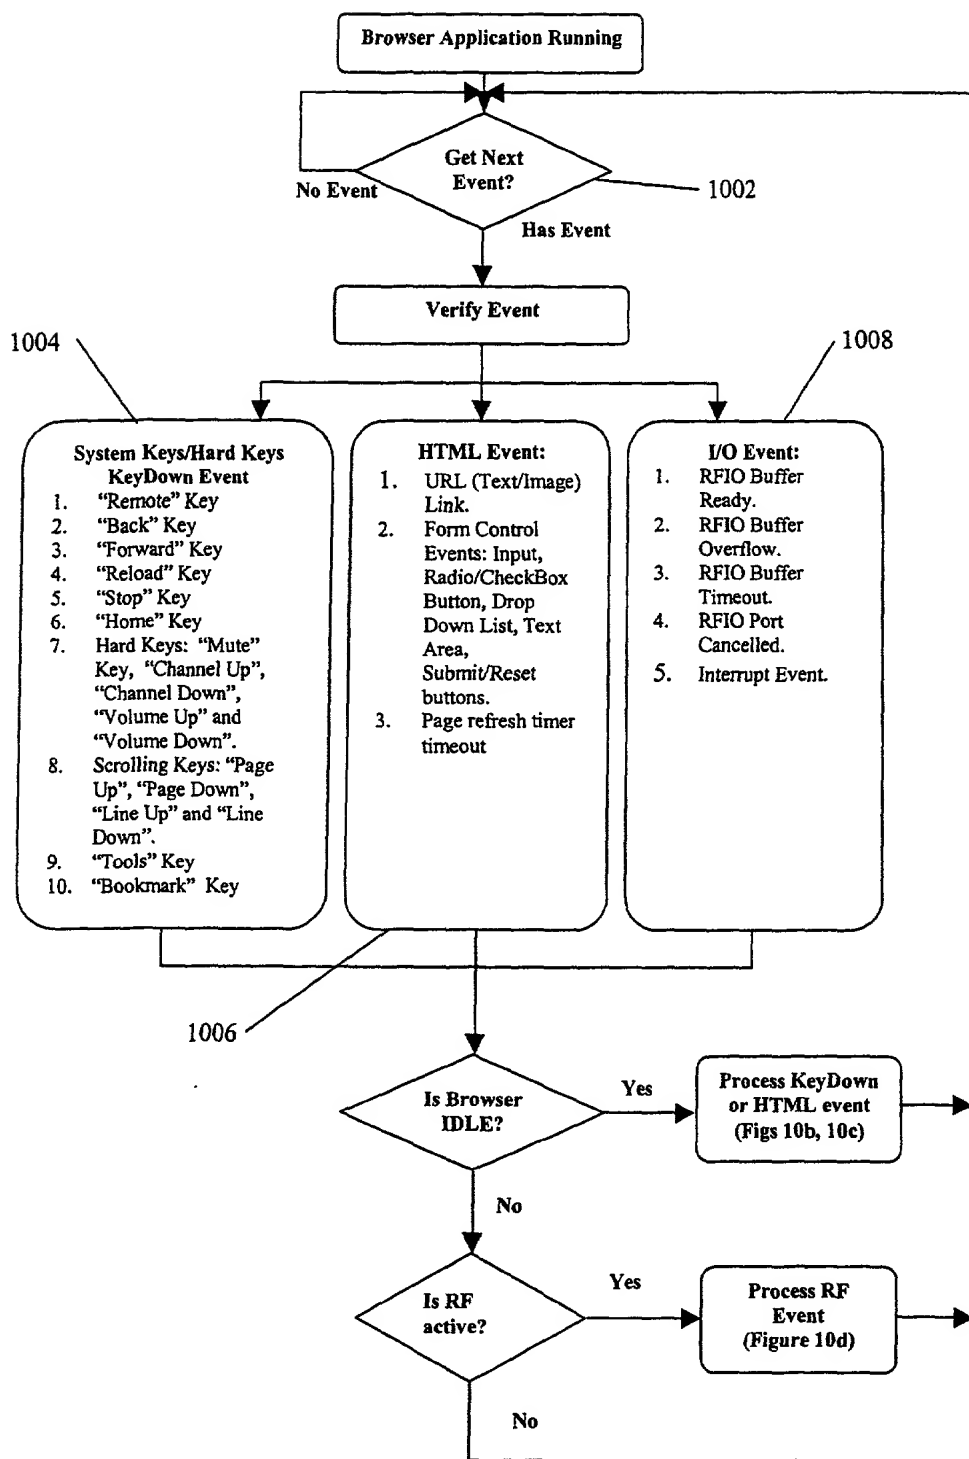 Browser Application Running
Get Next
Event?
No Event
1002
Has Event
Verify Event
1004
1008
System Keys/Hard Keys
KeyDown Event
1. “Remote” Key
2. “Back” Key
3. “Forward” Key
4. “Reload” Key
5. “Stop” Key
6. “Home” Key
7. Hard Keys: “Mute”
Key, “Channel Up”,
“Channel Down”,
“Volume Up” and
“Volume Down”.
8. Scrolling Keys: “Page
Up”, “Page Down”,
“Line Up” and “Line
Down”.
9. “Tools” Key
10. “Bookmark” Key
HTML Event:
1. URL (Text/Image)
Link.
2. Form Control
Events: Input,
Radio/CheckBox
Button, Drop
Down List, Text
Area,
Submit/Reset
buttons.
3. Page refresh timer
timeout
I/O Event:
1. RFIO Buffer
Ready.
2. RFIO Buffer
Overflow.
3. RFIO Buffer
Timeout.
4. RFIO Port
Cancelled.
5. Interrupt Event.
1006
Is Browser
IDLE?
Yes
Process KeyDown
or HTML event
(Figs 10b, 10c)
No
Is RF
active?
Yes
Process RF
Event
(Figure 10d)
No